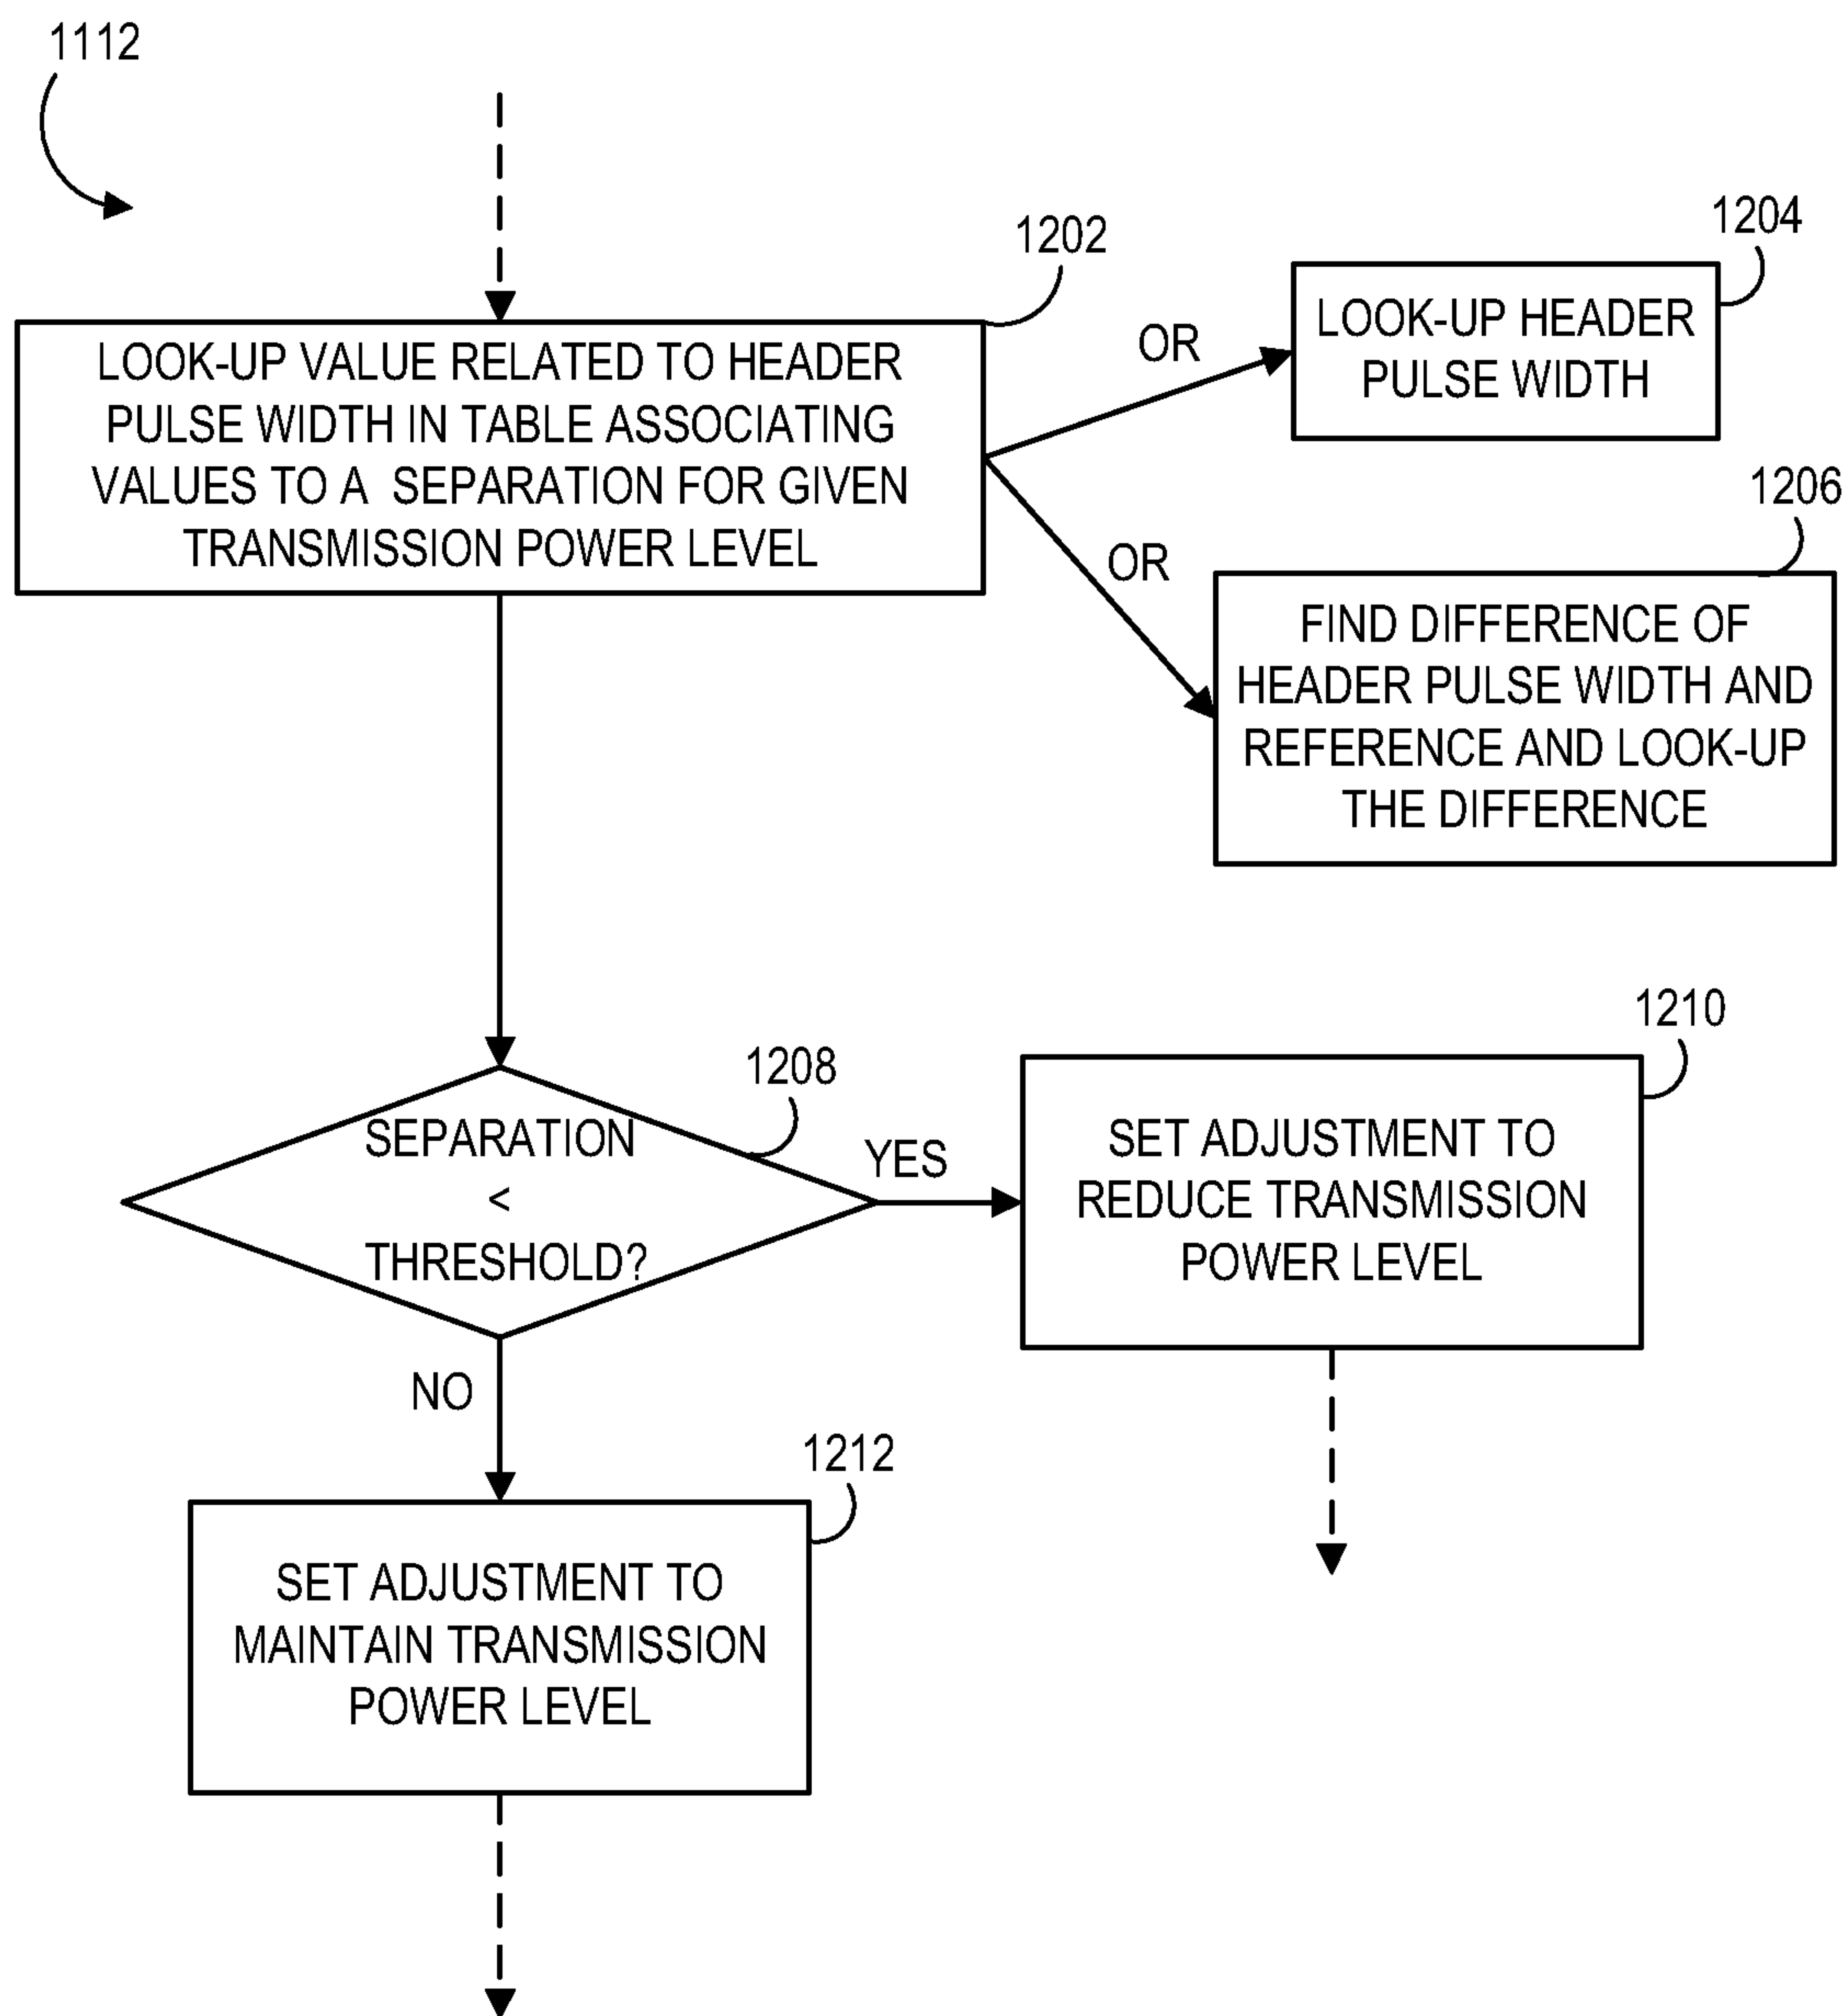 1112
1202
LOOK-UP VALUE RELATED TO HEADER
PULSE WIDTH IN TABLE ASSOCIATING
VALUES TO A SEPARATION FOR GIVEN
TRANSMISSION POWER LEVEL
OR
1204
LOOK-UP HEADER
PULSE WIDTH
OR
1206
FIND DIFFERENCE OF
HEADER PULSE WIDTH AND
REFERENCE AND LOOK-UP
THE DIFFERENCE
1208
SEPARATION
<
THRESHOLD?
YES
1210
SET ADJUSTMENT TO
REDUCE TRANSMISSION
POWER LEVEL
NO
1212
SET ADJUSTMENT TO
MAINTAIN TRANSMISSION
POWER LEVEL